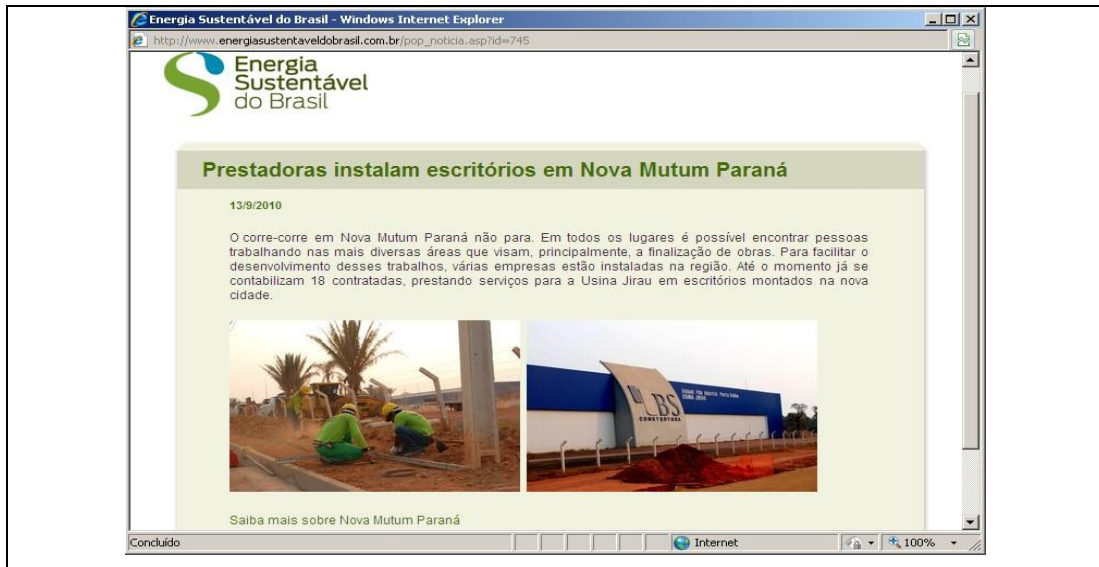 Energia Sustentável do Brasil - Windows Internet Explorer
http://www.energiasustentaveldobrasil.com.br/pop_noticia.asp?id=745
Energia
Sustentável
do Brasil
Prestadoras instalam escritórios em Nova Mutum Paraná
13/9/2010
O corre-corre em Nova Mutum Paraná não para. Em todos os lugares é possível encontrar pessoas
trabalhando nas mais diversas áreas que visam, principalmente, a finalização de obras. Para facilitar o
desenvolvimento desses trabalhos, várias empresas estão instaladas na região. Até o momento já se
contabilizam 18 contratadas, prestando serviços para a Usina Jirau em escritórios montados na nova
cidade.
BS
CONSTRUTORA
USINA JIRAU
Saiba mais sobre Nova Mutum Paraná
Concluído
Internet
100%